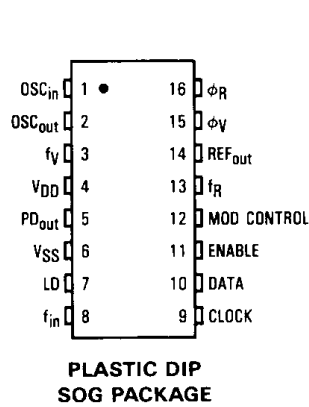 OSCin 1 16 ϕR
OSCout 2 15 ϕV
fV 3 14 REFout
VDD 4 13 fR
PDout 5 12 MOD CONTROL
VSS 6 11 ENABLE
LD 7 10 DATA
fin 8 9 CLOCK
PLASTIC DIP
SOG PACKAGE